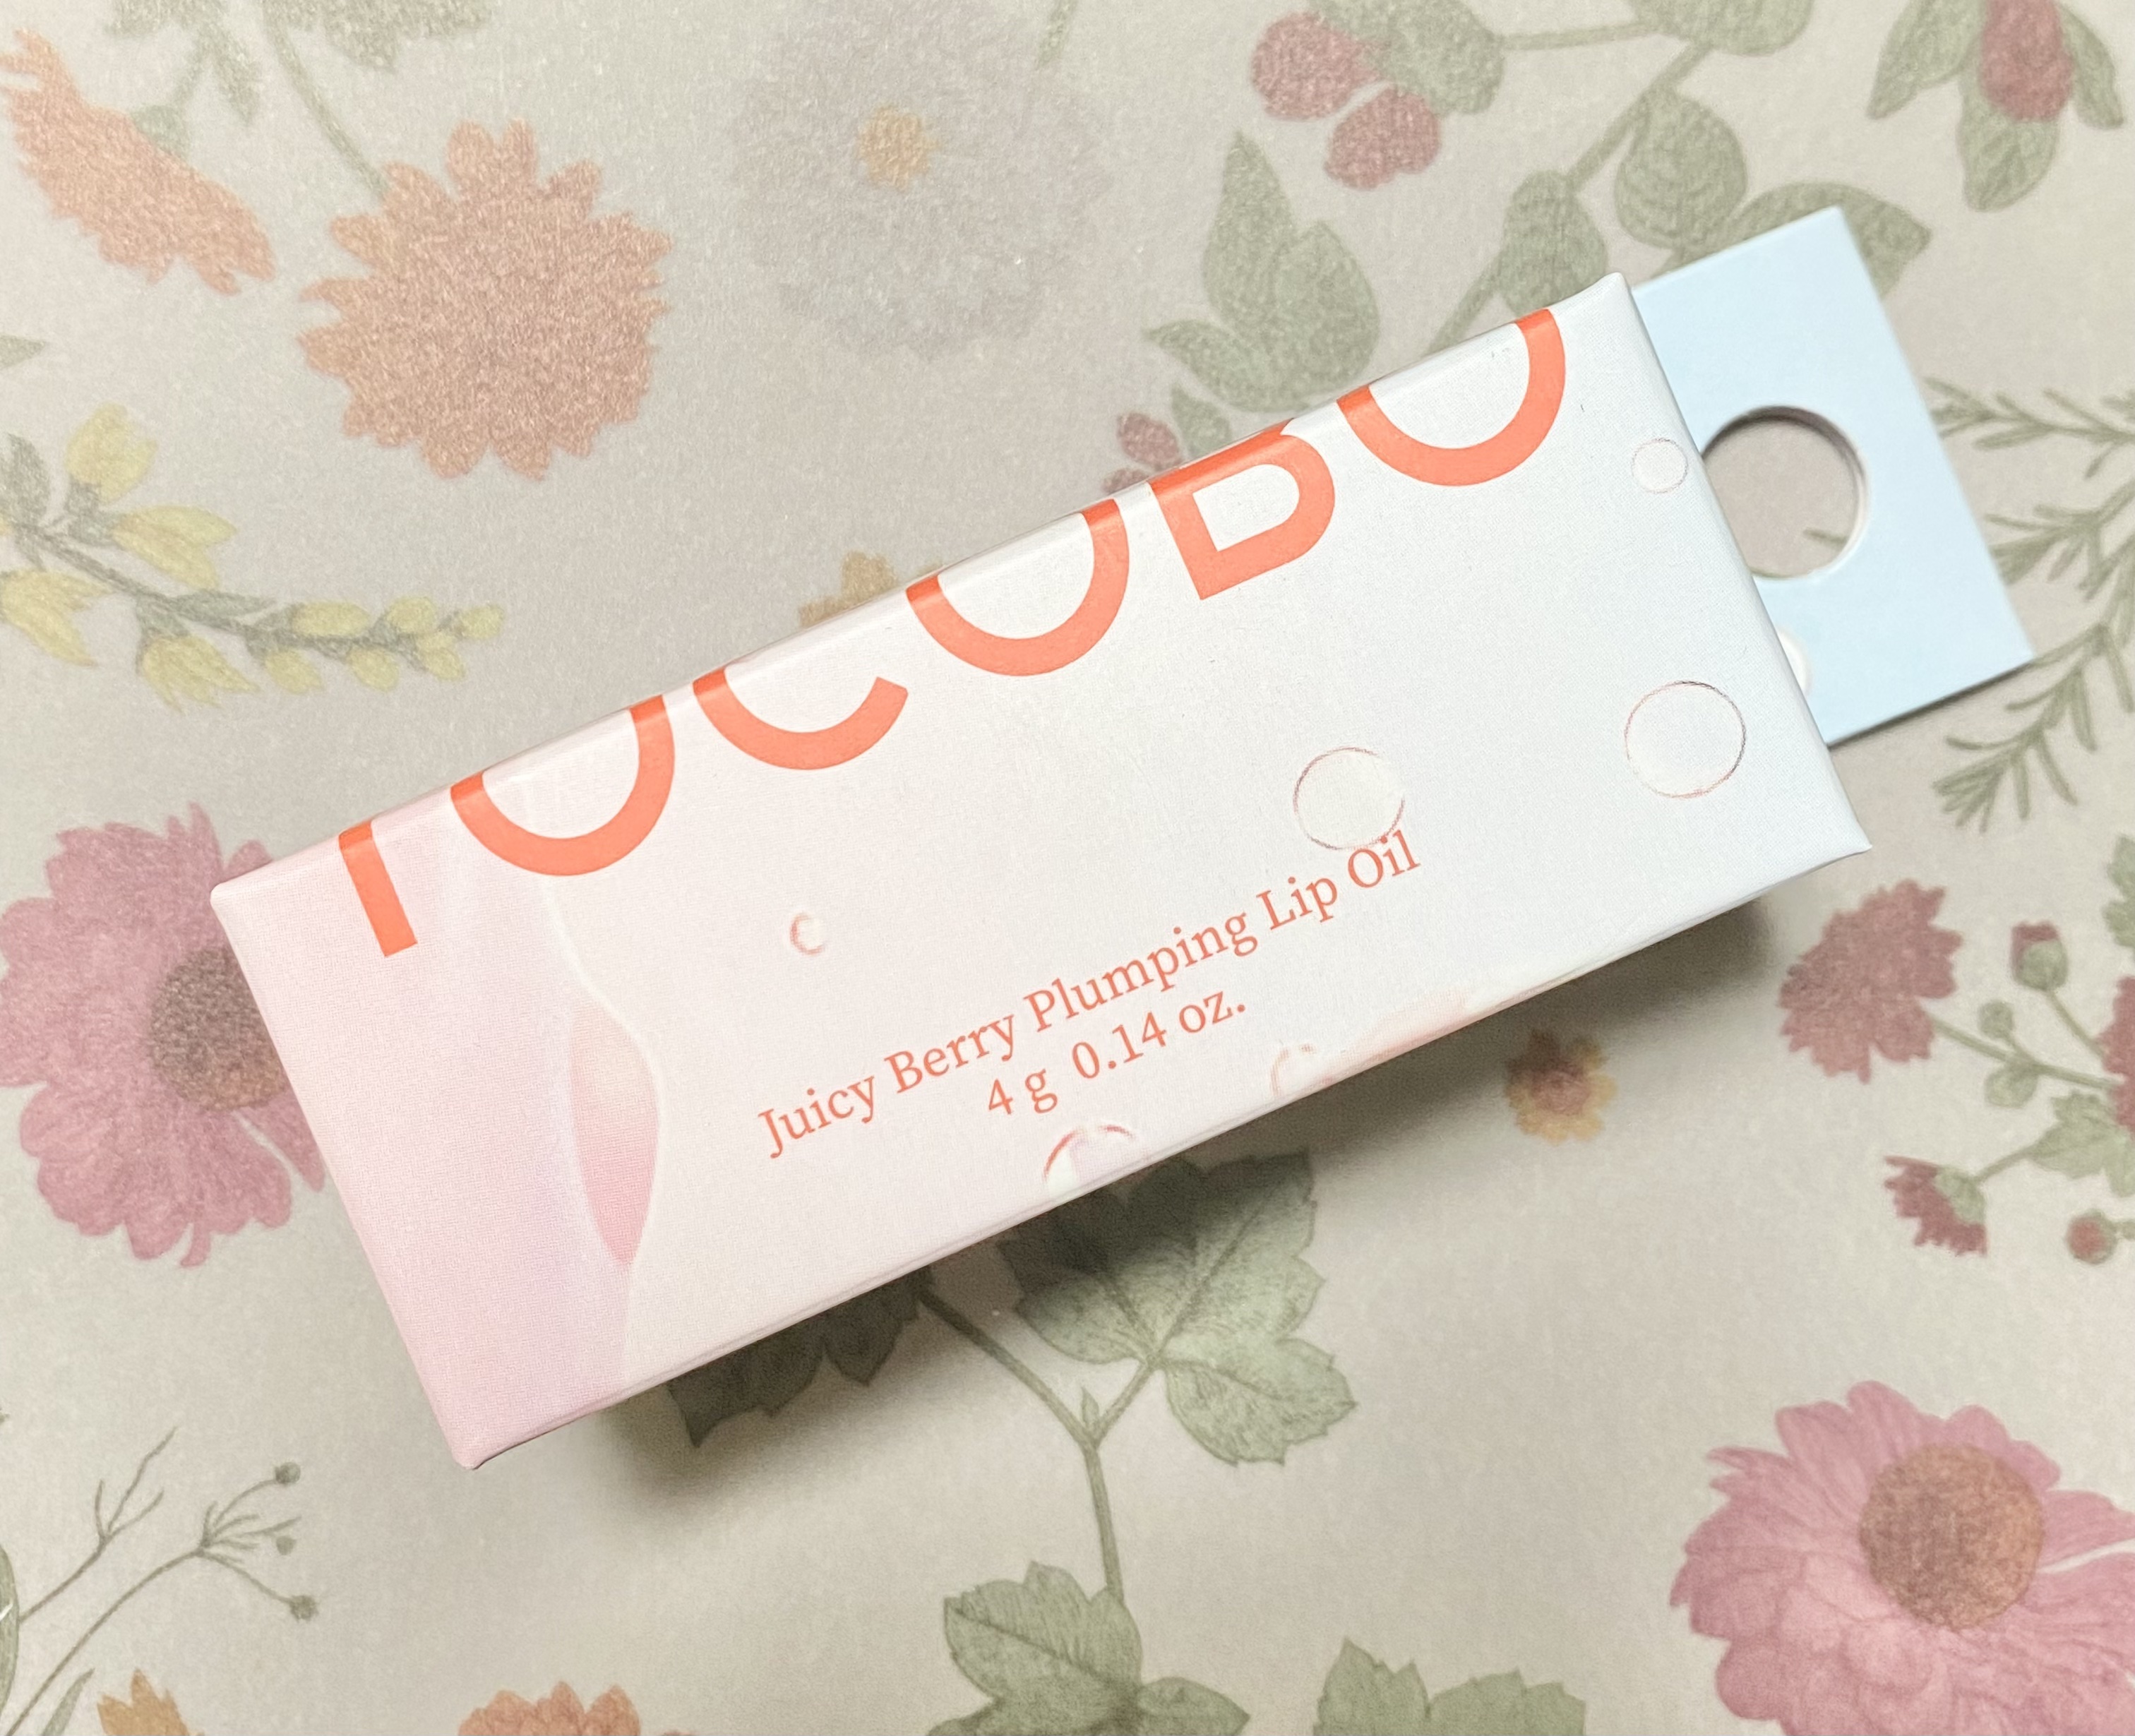 TOCOBO
Juicy Berry Plumping Lip Oil
4 g 0.14 oz.